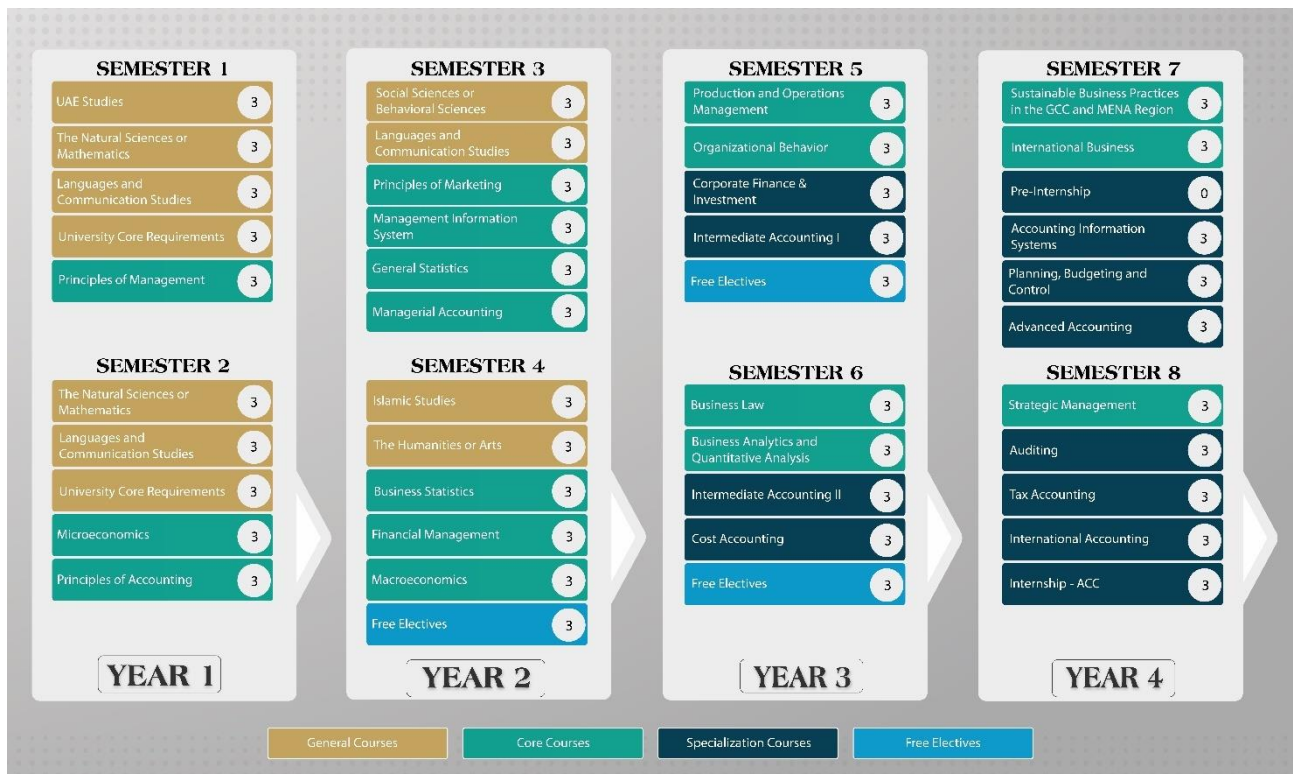 SEMESTER 1
UAE Studies 3
The Natural Sciences or
Mathematics 3
Languages and
Communication Studies 3
University Core Requirements 3
Principles of Management 3
SEMESTER 2
The Natural Sciences or
Mathematics 3
Languages and
Communication Studies 3
University Core Requirements 3
Microeconomics 3
Principles of Accounting 3
YEAR 1
SEMESTER 3
Social Sciences or
Behavioral Sciences 3
Languages and
Communication Studies 3
Principles of Marketing 3
Management Information
System 3
General Statistics 3
Managerial Accounting 3
SEMESTER 4
Islamic Studies 3
The Humanities or Arts 3
Business Statistics 3
Financial Management 3
Macroeconomics 3
Free Electives 3
YEAR 2
SEMESTER 5
Production and Operations
Management 3
Organizational Behavior 3
Corporate Finance &
Investment 3
Intermediate Accounting I 3
Free Electives 3
SEMESTER 6
Business Law 3
Business Analytics and
Quantitative Analysis 3
Intermediate Accounting II 3
Cost Accounting 3
Free Electives 3
YEAR 3
SEMESTER 7
Sustainable Business Practices
in the GCC and MENA Region 3
International Business 3
Pre-Internship 0
Accounting Information
Systems 3
Planning, Budgeting and
Control 3
Advanced Accounting 3
SEMESTER 8
Strategic Management 3
Auditing 3
Tax Accounting 3
International Accounting 3
Internship - ACC 3
YEAR 4
General Courses
Core Courses
Specialization Courses
Free Electives